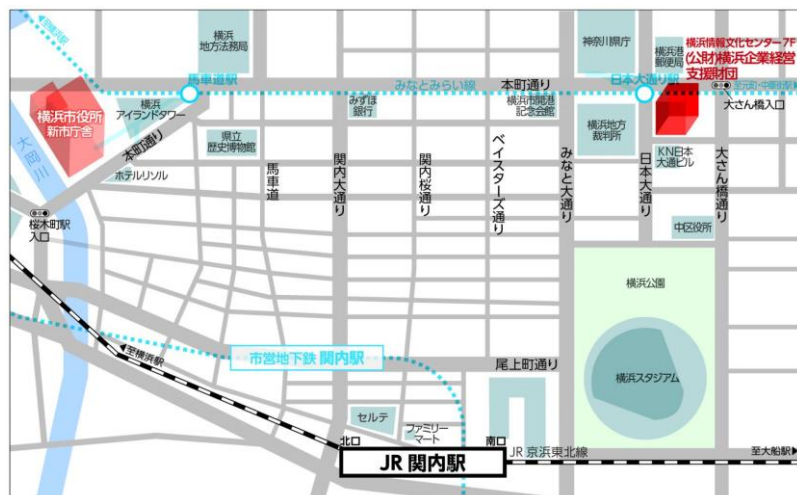 至横浜駅
横浜
地方法務局
神奈川県庁
横浜港
郵便局
横浜情報文化センター7F
(公財)横浜企業経営
支援財団
馬車道駅
みなとみらい線
本町通り
日本大通り駅
至元町・中華街駅
大さん橋入口
横浜市役所
新市庁舎
横浜
アイランドタワー
みずほ
銀行
横浜市開港
記念会館
横浜地方
裁判所
大岡川
本町通り
県立
歴史博物館
KN日本
大通ビル
ホテルリソル
馬車道
関内大通り
関内桜通り
ベイスターズ通り
みなと大通り
日本大通り
大さん橋通り
桜木町駅
入口
中区役所
横浜公園
至横浜駅
市営地下鉄 関内駅
尾上町通り
横浜スタジアム
セルテ
ファミリー
マート
北口
南口
JR 関内駅
JR 京浜東北線
至大船駅